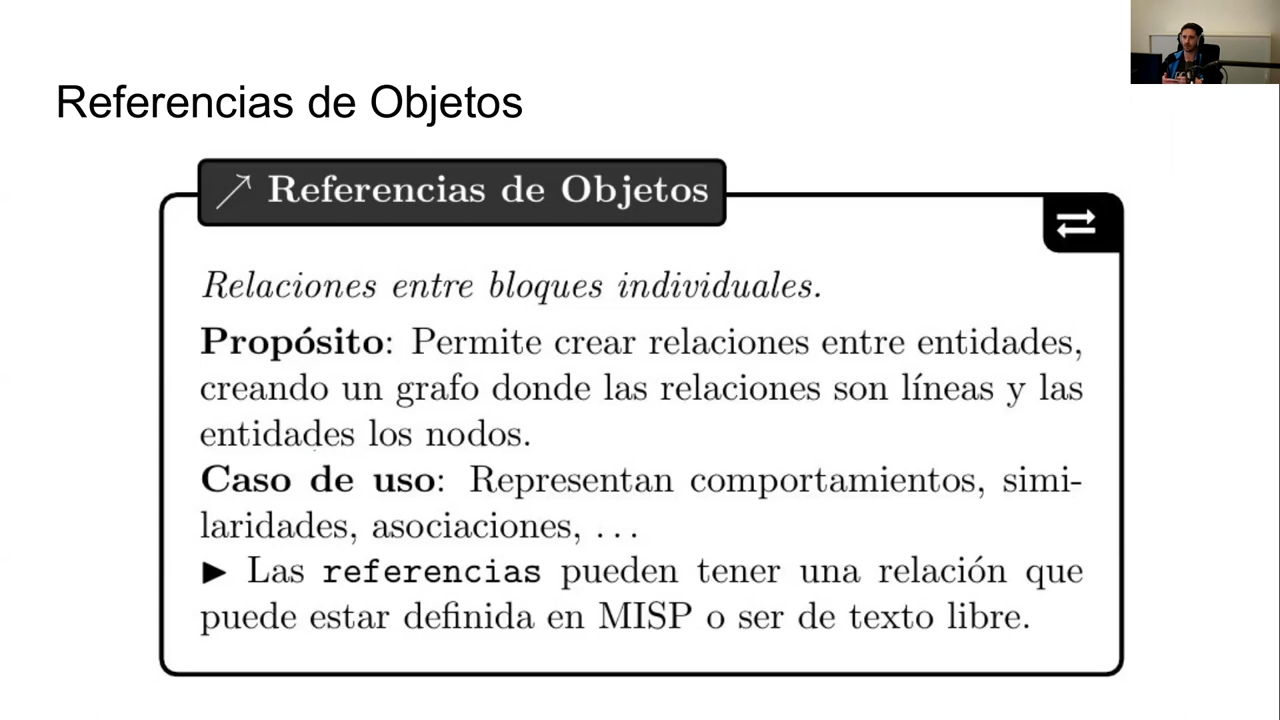 Referencias de Objetos
↗ Referencias de Objetos
Relaciones entre bloques individuales.
Propósito: Permite crear relaciones entre entidades,
creando un grafo donde las relaciones son líneas y las
entidades los nodos.
Caso de uso: Representan comportamientos, simi-
laridades, asociaciones, ...
▶ Las referencias pueden tener una relación que
puede estar definida en MISP o ser de texto libre.